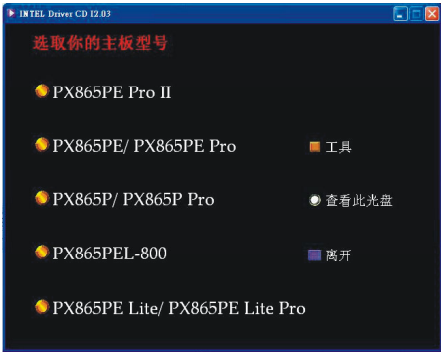 INTEL Driver CD 12.03
选取你的主板型号
PX865PE Pro II
PX865PE/ PX865PE Pro
工具
PX865P/ PX865P Pro
查看此光盘
PX865PEL-800
离开
PX865PE Lite/ PX865PE Lite Pro